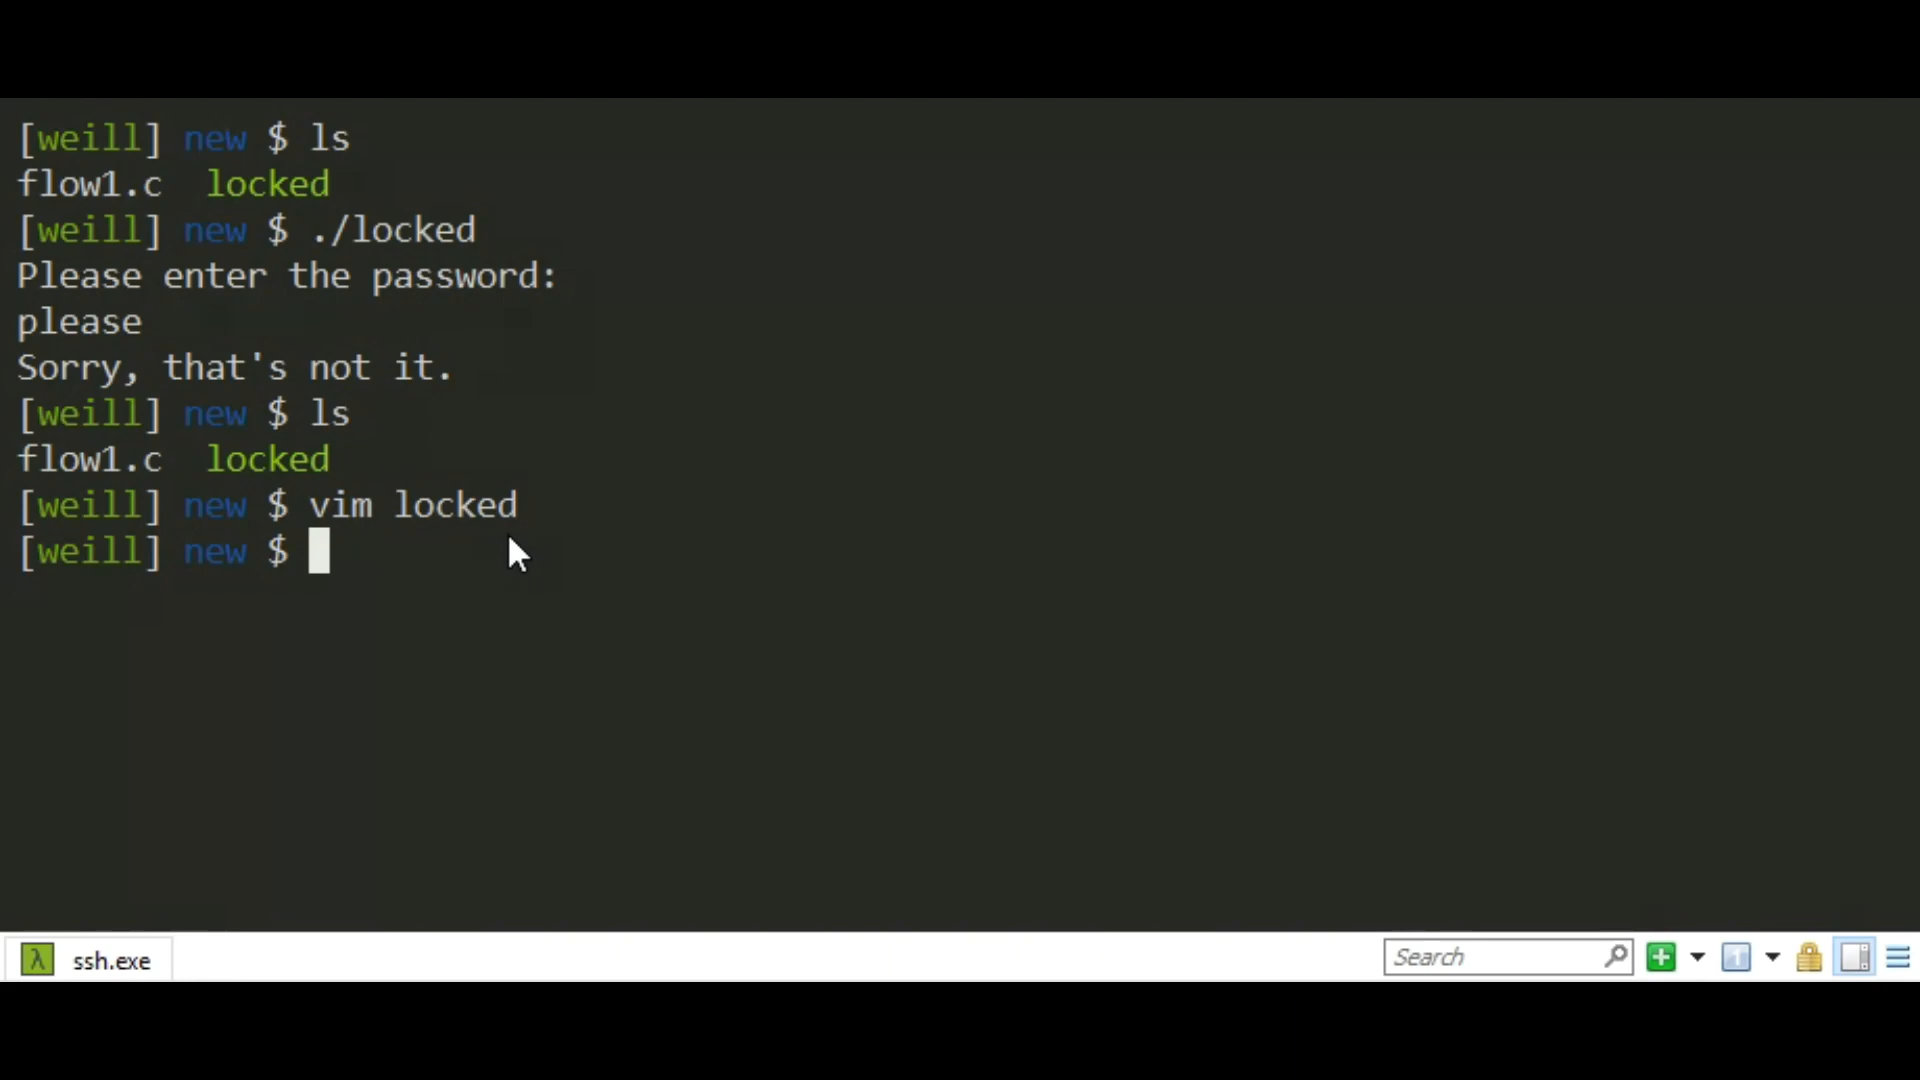 [weill] new $ ls
flow1.c locked
[weill] new $ ./locked
Please enter the password:
please
Sorry, that's not it.
[weill] new $ ls
flow1.c locked
[weill] new $ vim locked
[weill] new $
ssh.exe
Search